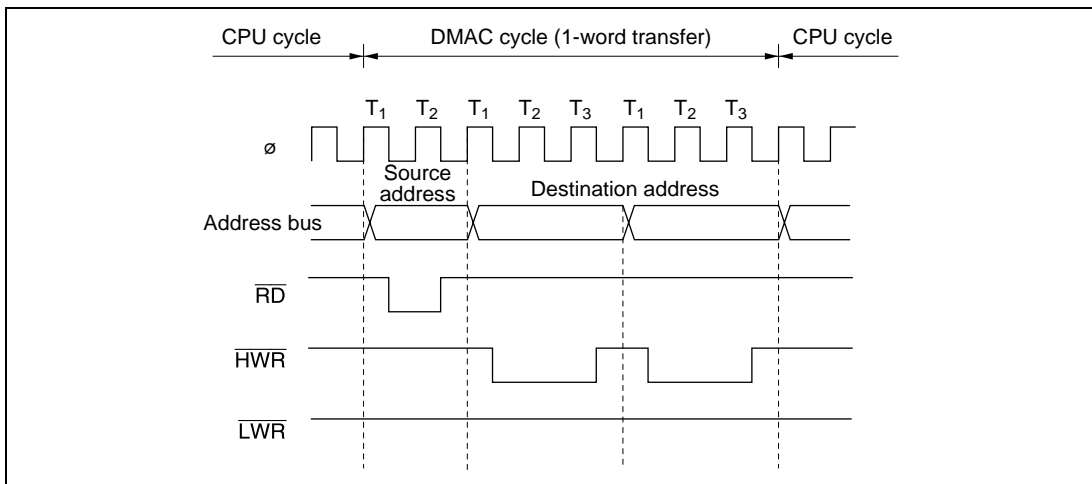 CPU cycle DMAC cycle (1-word transfer) CPU cycle
T1 T2 T1 T2 T3 T1 T2 T3
ø
Source
address
Destination address
Address bus
RD
HWR
LWR